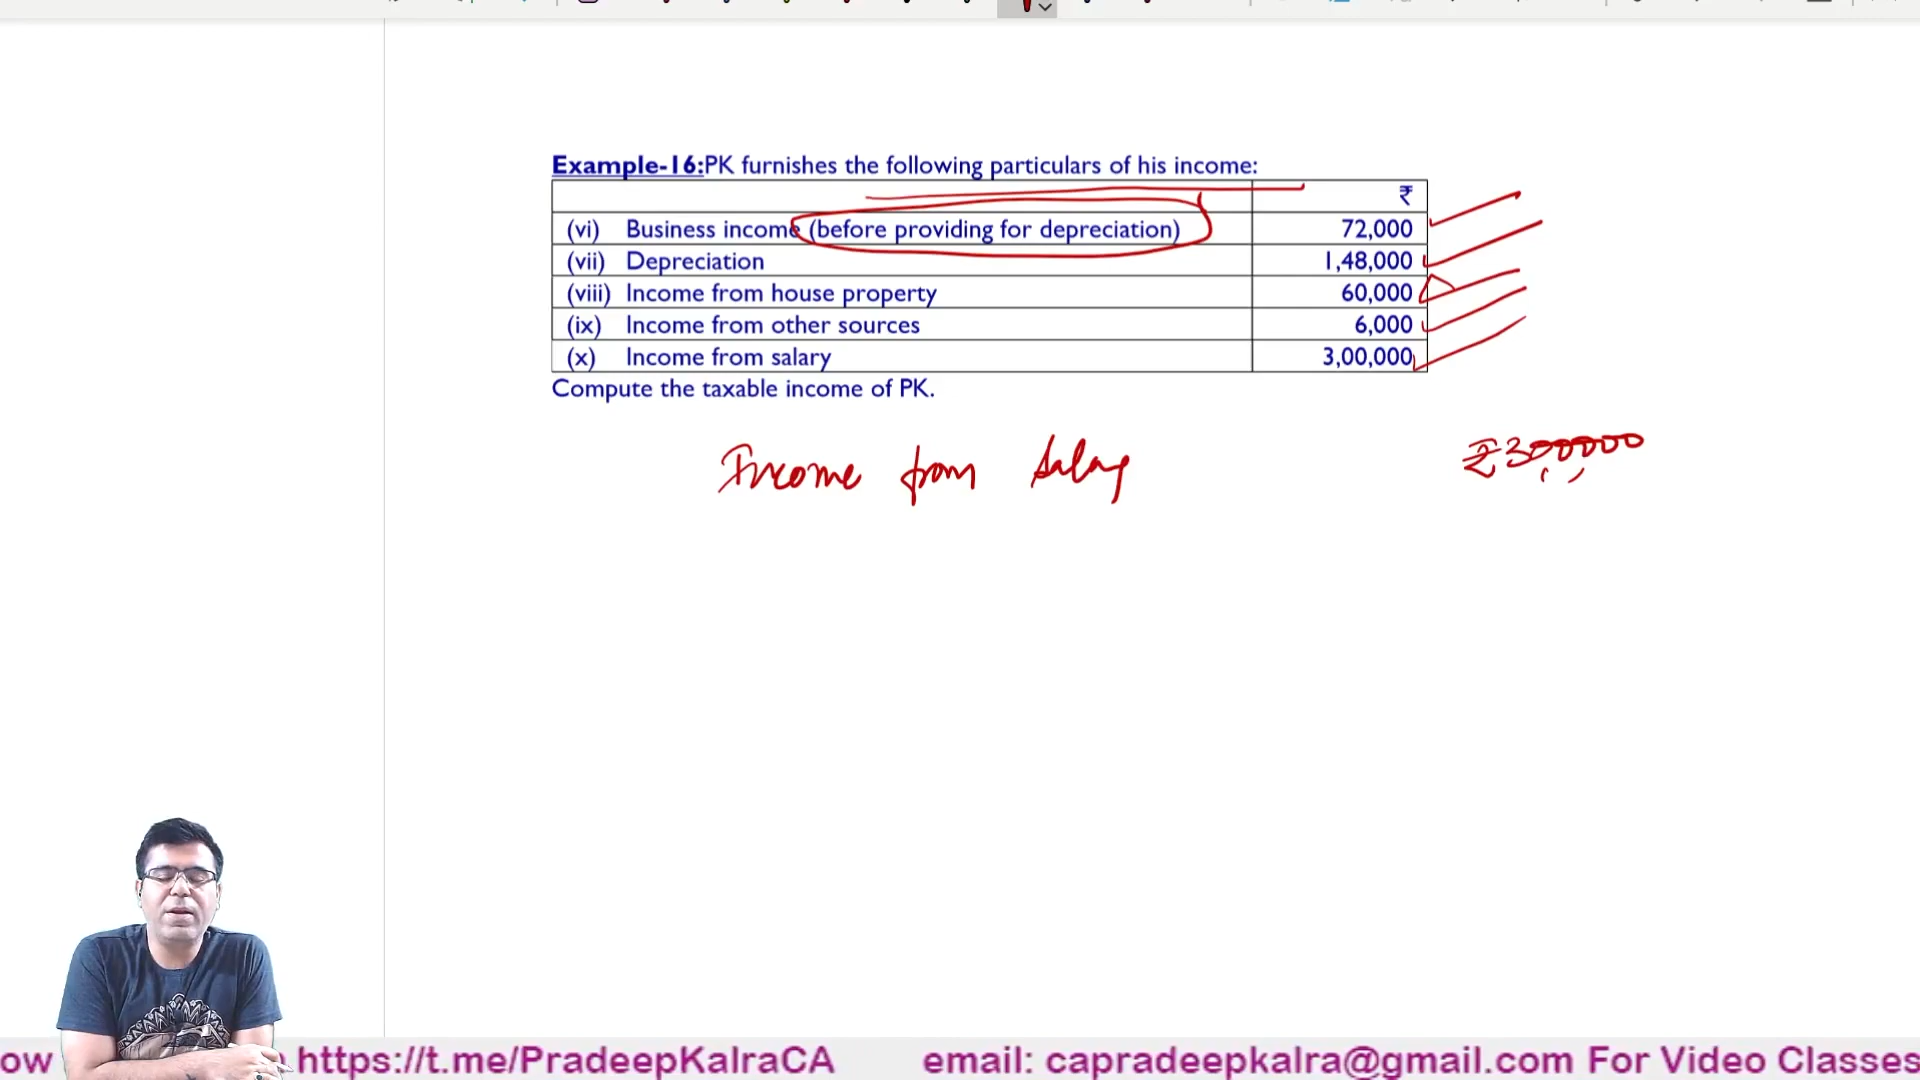 Example-16:PK furnishes the following particulars of his income:
₹
(vi) Business income (before providing for depreciation) 72,000
(vii) Depreciation 1,48,000
(viii) Income from house property 60,000
(ix) Income from other sources 6,000
(x) Income from salary 3,00,000
Compute the taxable income of PK.
Income from Salary ₹300000
ow https://t.me/PradeepKalraCA email: capradeepkalra@gmail.com For Video Classes